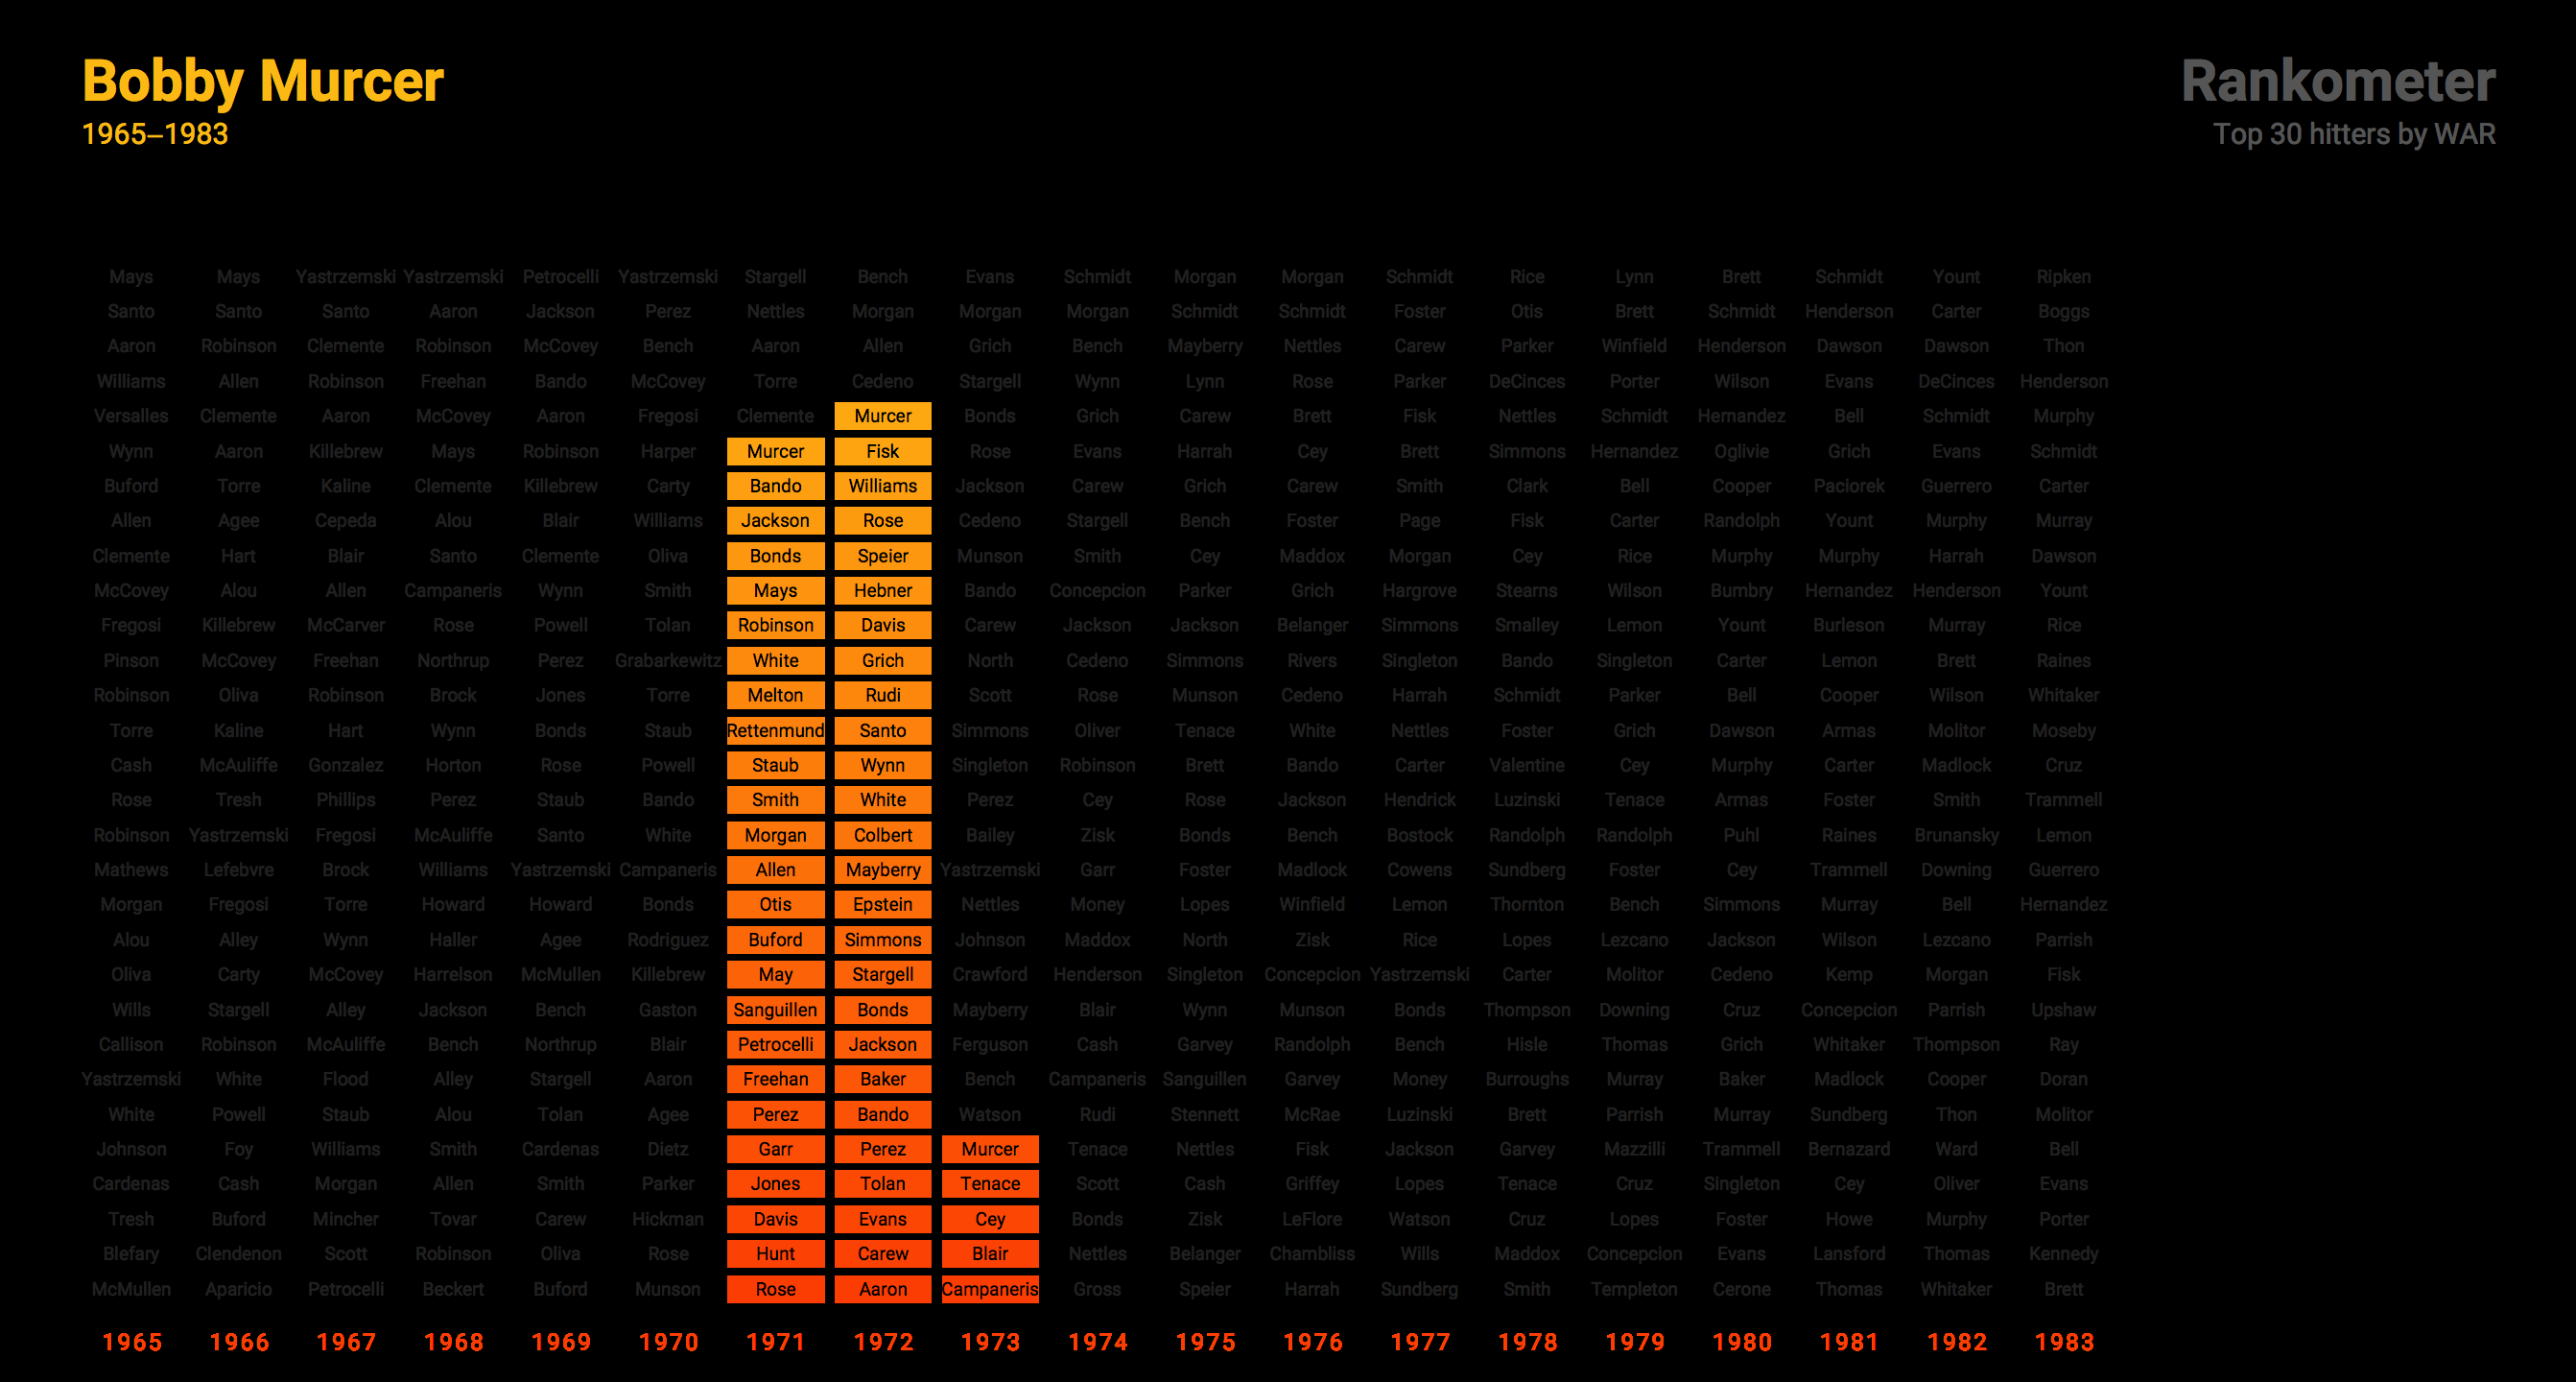 Bobby Murcer
1965–1983
Rankometer
Top 30 hitters by WAR
Mays Mays Yastrzemski Yastrzemski Petrocelli Yastrzemski Stargell Bench Evans Schmidt Morgan Morgan Schmidt Rice Lynn Brett Schmidt Yount Ripken
Santo Santo Santo Aaron Jackson Perez Nettles Morgan Morgan Morgan Schmidt Schmidt Foster Otis Brett Schmidt Henderson Carter Boggs
Aaron Robinson Clemente Robinson McCovey Bench Aaron Allen Grich Bench Mayberry Nettles Carew Parker Winfield Henderson Dawson Dawson Thon
Williams Allen Robinson Freehan Bando McCovey Torre Cedeno Stargell Wynn Lynn Rose Parker DeCinces Porter Wilson Evans DeCinces Henderson
Versalles Clemente Aaron McCovey Aaron Fregosi Clemente Murcer Bonds Grich Carew Brett Fisk Nettles Schmidt Hernandez Bell Schmidt Murphy
Wynn Aaron Killebrew Mays Robinson Harper Murcer Fisk Rose Evans Harrah Cey Brett Simmons Hernandez Oglivie Grich Evans Schmidt
Buford Torre Kaline Clemente Killebrew Carty Bando Williams Jackson Carew Grich Carew Smith Clark Bell Cooper Paciorek Guerrero Carter
Allen Agee Cepeda Alou Blair Williams Jackson Rose Cedeno Stargell Bench Foster Page Fisk Carter Randolph Yount Murphy Murray
Clemente Hart Blair Santo Clemente Oliva Bonds Speier Munson Smith Cey Maddox Morgan Cey Rice Murphy Murphy Harrah Dawson
McCovey Alou Allen Campaneris Wynn Smith Mays Hebner Bando Concepcion Parker Grich Hargrove Stearns Wilson Bumbry Hernandez Henderson Yount
Fregosi Killebrew McCarver Rose Powell Tolan Robinson Davis Carew Jackson Jackson Belanger Simmons Smalley Lemon Yount Burleson Murray Rice
Pinson McCovey Freehan Northrup Perez Grabarkewitz White Grich North Cedeno Simmons Rivers Singleton Bando Singleton Carter Lemon Brett Raines
Robinson Oliva Robinson Brock Jones Torre Melton Rudi Scott Rose Munson Cedeno Harrah Schmidt Parker Bell Cooper Wilson Whitaker
Torre Kaline Hart Wynn Bonds Staub Rettenmund Santo Simmons Oliver Tenace White Nettles Foster Grich Dawson Armas Molitor Moseby
Cash McAuliffe Gonzalez Horton Rose Powell Staub Wynn Singleton Robinson Brett Bando Carter Valentine Cey Murphy Carter Madlock Cruz
Rose Tresh Phillips Perez Staub Bando Smith White Perez Cey Rose Jackson Hendrick Luzinski Tenace Armas Foster Smith Trammell
Robinson Yastrzemski Fregosi McAuliffe Santo White Morgan Colbert Bailey Zisk Bonds Bench Bostock Randolph Randolph Puhl Raines Brunansky Lemon
Mathews Lefebvre Brock Williams Yastrzemski Campaneris Allen Mayberry Yastrzemski Garr Foster Madlock Cowens Sundberg Foster Cey Trammell Downing Guerrero
Morgan Fregosi Torre Howard Howard Bonds Otis Epstein Nettles Money Lopes Winfield Lemon Thornton Bench Simmons Murray Bell Hernandez
Alou Alley Wynn Haller Agee Rodriguez Buford Simmons Johnson Maddox North Zisk Rice Lopes Lezcano Jackson Wilson Lezcano Parrish
Oliva Carty McCovey Harrelson McMullen Killebrew May Stargell Crawford Henderson Singleton Concepcion Yastrzemski Carter Molitor Cedeno Kemp Morgan Fisk
Wills Stargell Alley Jackson Bench Gaston Sanguillen Bonds Mayberry Blair Wynn Munson Bonds Thompson Downing Cruz Concepcion Parrish Upshaw
Callison Robinson McAuliffe Bench Northrup Blair Petrocelli Jackson Ferguson Cash Garvey Randolph Bench Hisle Thomas Grich Whitaker Thompson Ray
Yastrzemski White Flood Alley Stargell Aaron Freehan Baker Bench Campaneris Sanguillen Garvey Money Burroughs Murray Baker Madlock Cooper Doran
White Powell Staub Alou Tolan Agee Perez Bando Watson Rudi Stennett McRae Luzinski Brett Parrish Murray Sundberg Thon Molitor
Johnson Foy Williams Smith Cardenas Dietz Garr Perez Murcer Tenace Nettles Fisk Jackson Garvey Mazzilli Trammell Bernazard Ward Bell
Cardenas Cash Morgan Allen Smith Parker Jones Tolan Tenace Scott Cash Griffey Lopes Tenace Cruz Singleton Cey Oliver Evans
Tresh Buford Mincher Tovar Carew Hickman Davis Evans Cey Bonds Zisk LeFlore Watson Cruz Lopes Foster Howe Murphy Porter
Blefary Clendenon Scott Robinson Oliva Rose Hunt Carew Blair Nettles Belanger Chambliss Wills Maddox Concepcion Evans Lansford Thomas Kennedy
McMullen Aparicio Petrocelli Beckert Buford Munson Rose Aaron Campaneris Gross Speier Harrah Sundberg Smith Templeton Cerone Thomas Whitaker Brett
1965 1966 1967 1968 1969 1970 1971 1972 1973 1974 1975 1976 1977 1978 1979 1980 1981 1982 1983